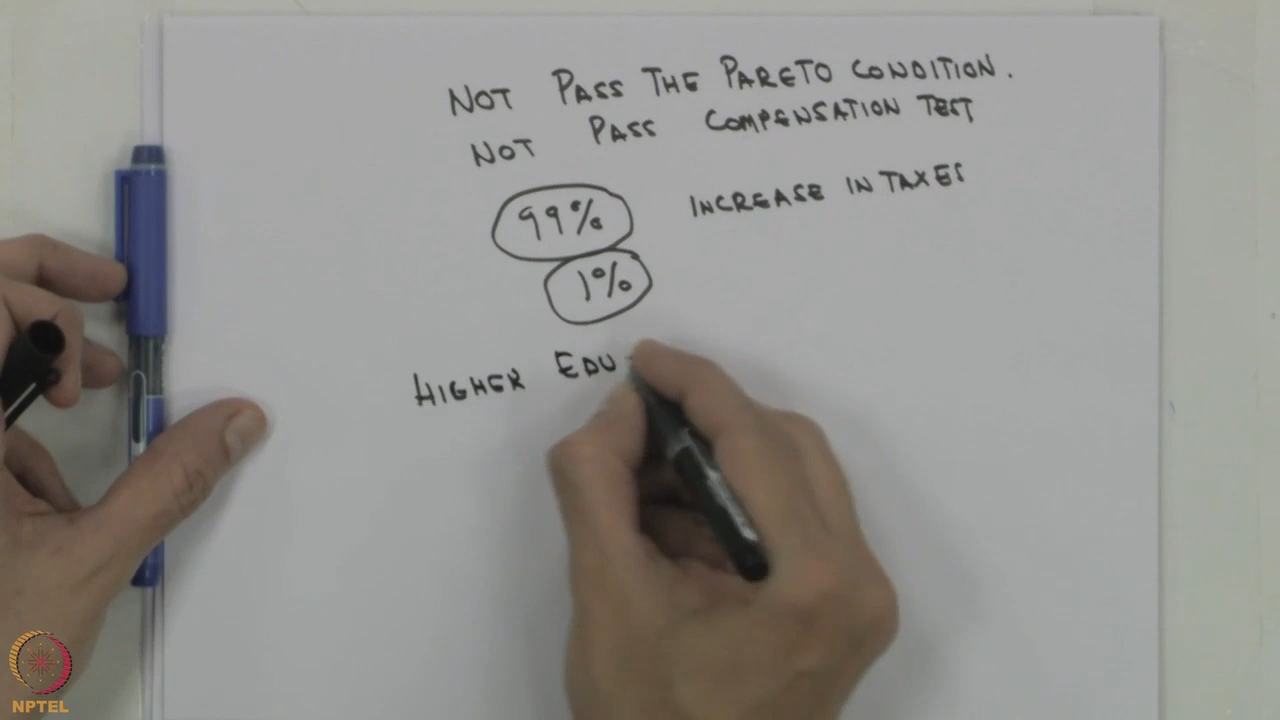 NOT PASS THE PARETO CONDITION.
NOT PASS COMPENSATION TEST
99% INCREASE IN TAXES
1%
HIGHER EDU
NPTEL